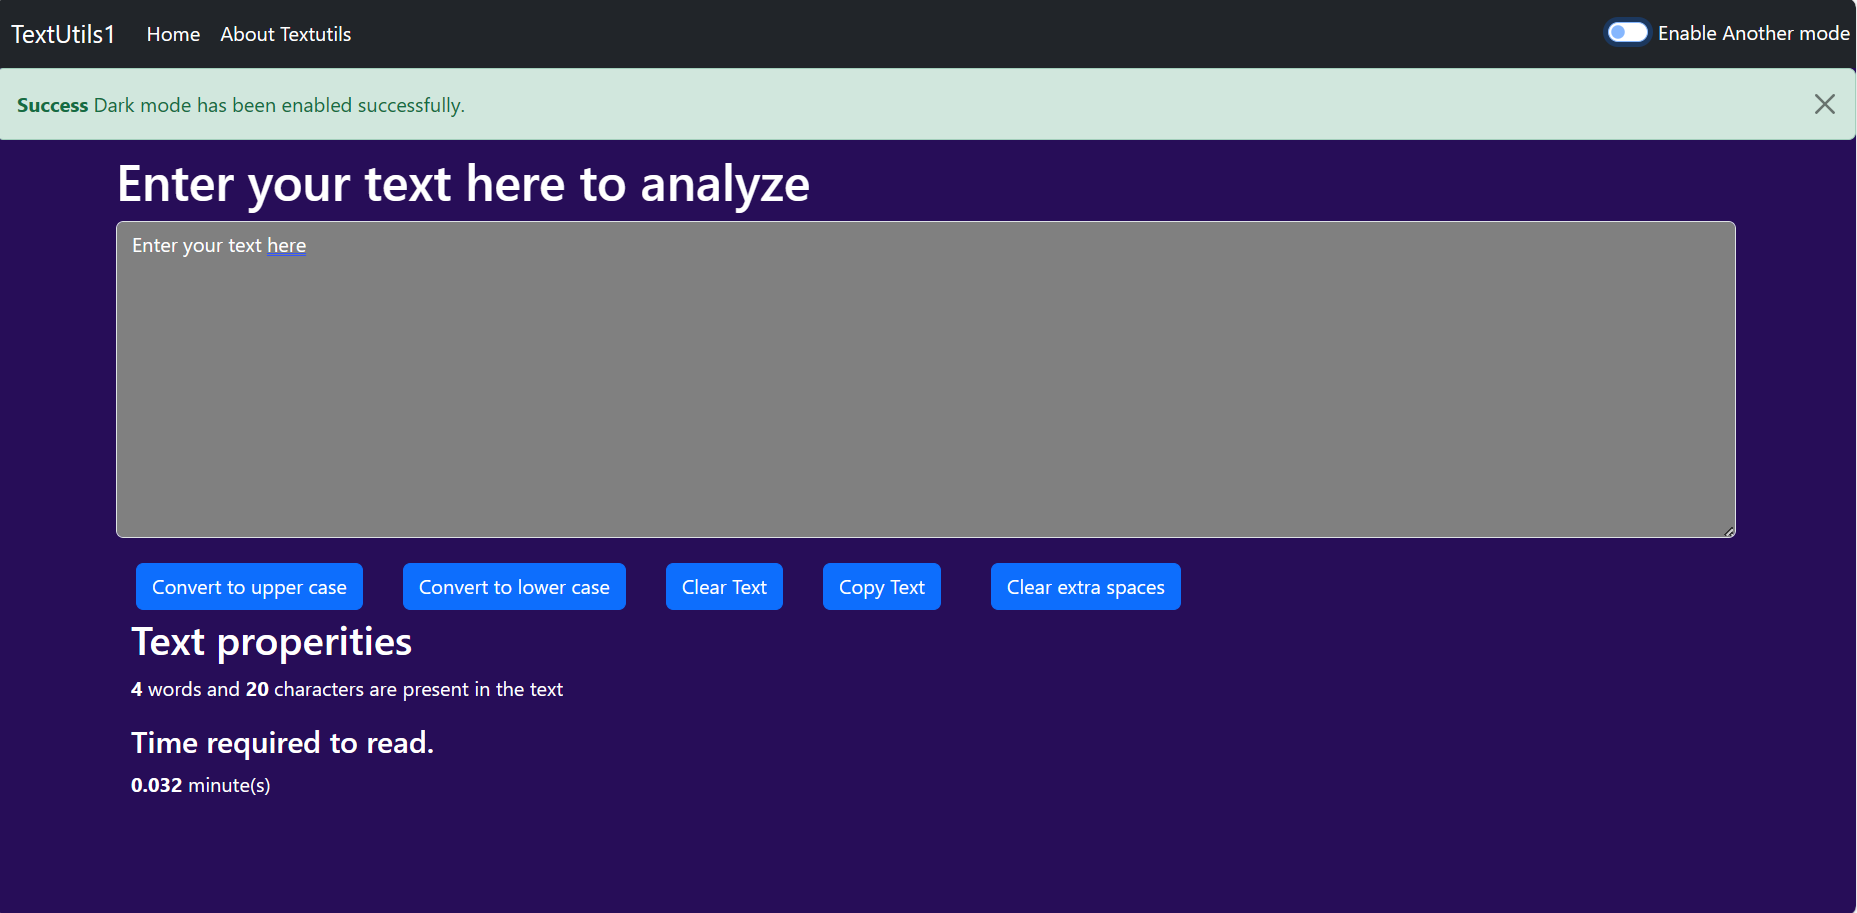 TextUtils1 Home About Textutils Enable Another mode
Success Dark mode has been enabled successfully.
Enter your text here to analyze
Enter your text here
Convert to upper case Convert to lower case Clear Text Copy Text Clear extra spaces
Text properities
4 words and 20 characters are present in the text
Time required to read.
0.032 minute(s)